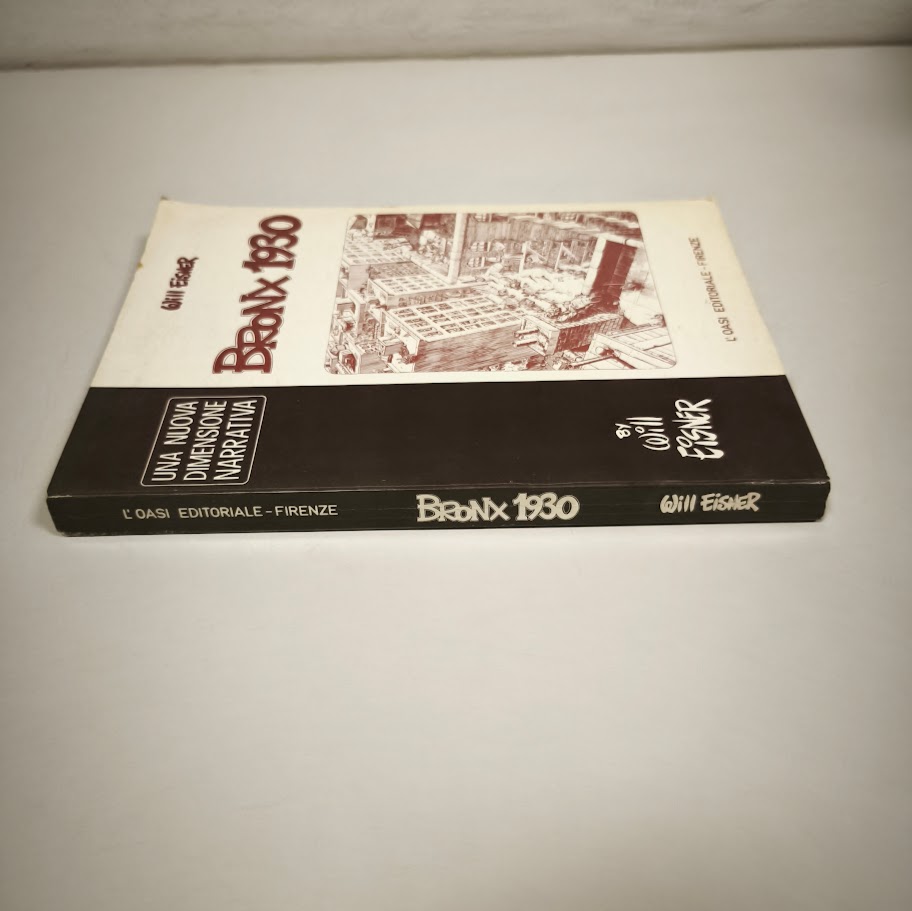 Will EiSNER
BRoNX 1930
L'OASI EDITORIALE - FIRENZE
UNA NUOVA
DIMENSIONE
NARRATIVA
BY
Will
EiSNER
L'OASI EDITORIALE - FIRENZE
BRoNX 1930
Will EiSNER